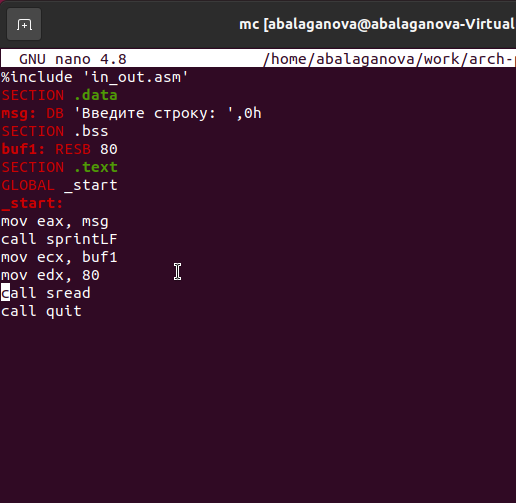 mc [abalaganova@abalaganova-Virtual
GNU nano 4.8 /home/abalaganova/work/arch-
%include 'in_out.asm'
SECTION .data
msg: DB 'Введите строку: ',0h
SECTION .bss
buf1: RESB 80
SECTION .text
GLOBAL _start
_start:
mov eax, msg
call sprintLF
mov ecx, buf1
mov edx, 80
call sread
call quit